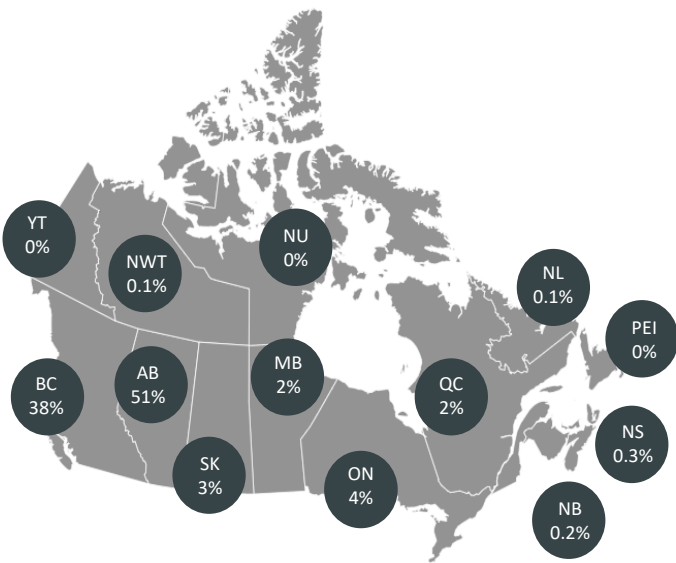 YT
0%
NWT
0.1%
NU
0%
NL
0.1%
PEI
0%
BC
38%
AB
51%
MB
2%
QC
2%
NS
0.3%
SK
3%
ON
4%
NB
0.2%